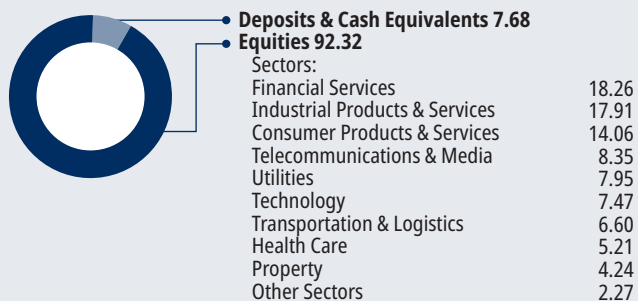 Deposits & Cash Equivalents 7.68
Equities 92.32
Sectors:
Financial Services 18.26
Industrial Products & Services 17.91
Consumer Products & Services 14.06
Telecommunications & Media 8.35
Utilities 7.95
Technology 7.47
Transportation & Logistics 6.60
Health Care 5.21
Property 4.24
Other Sectors 2.27